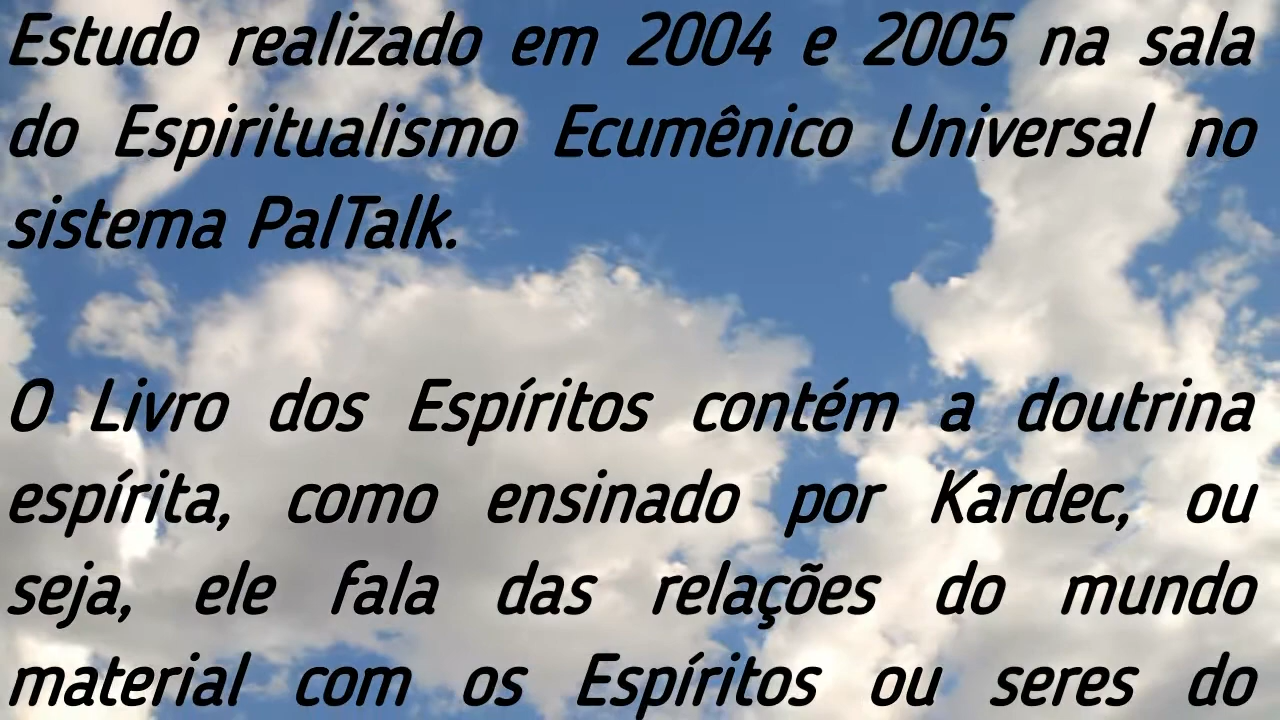 Estudo realizado em 2004 e 2005 na sala
do Espiritualismo Ecumênico Universal no
sistema PalTalk.
O Livro dos Espíritos contém a doutrina
espírita, como ensinado por Kardec, ou
seja, ele fala das relações do mundo
material com os Espíritos ou seres do